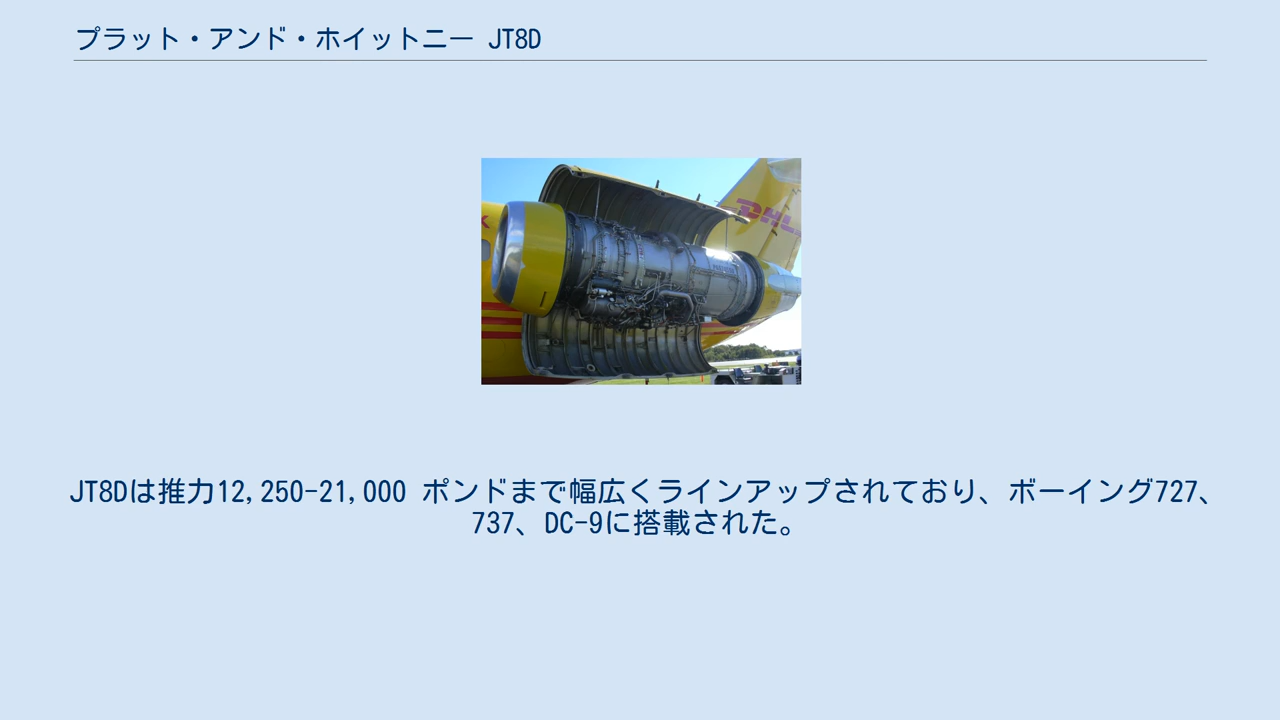 プラット・アンド・ホイットニー JT8D
DHL
JT8Dは推力12,250-21,000 ポンドまで幅広くラインアップされており、ボーイング727、
737、DC-9に搭載された。